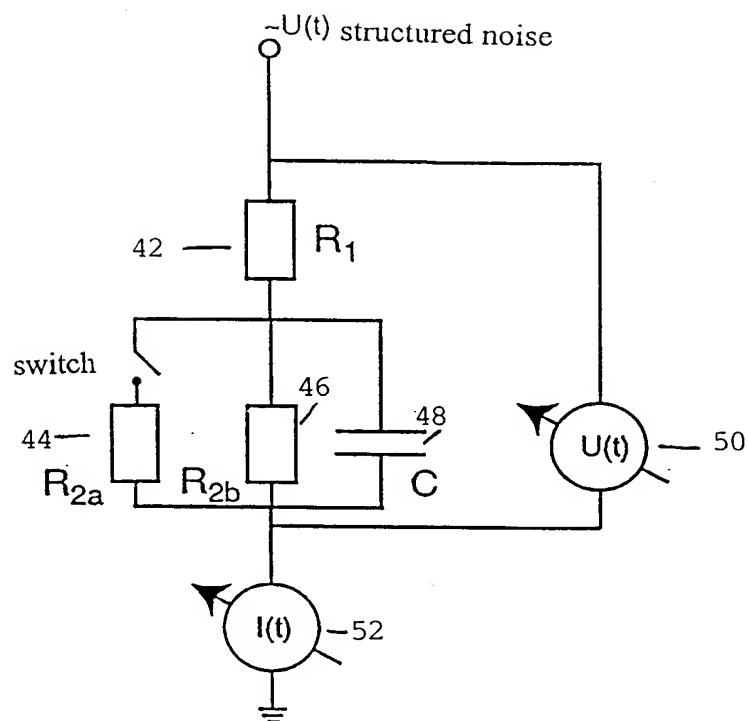 ~U(t) structured noise
42
R1
switch
46
48
44
U(t)
50
R2a
R2b
C
I(t)
52